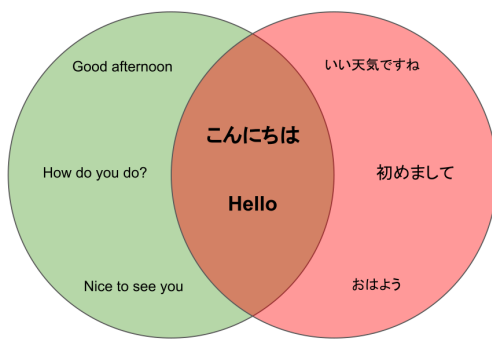 Good afternoon
How do you do?
Nice to see you
こんにちは
Hello
いい天気ですね
初めまして
おはよう